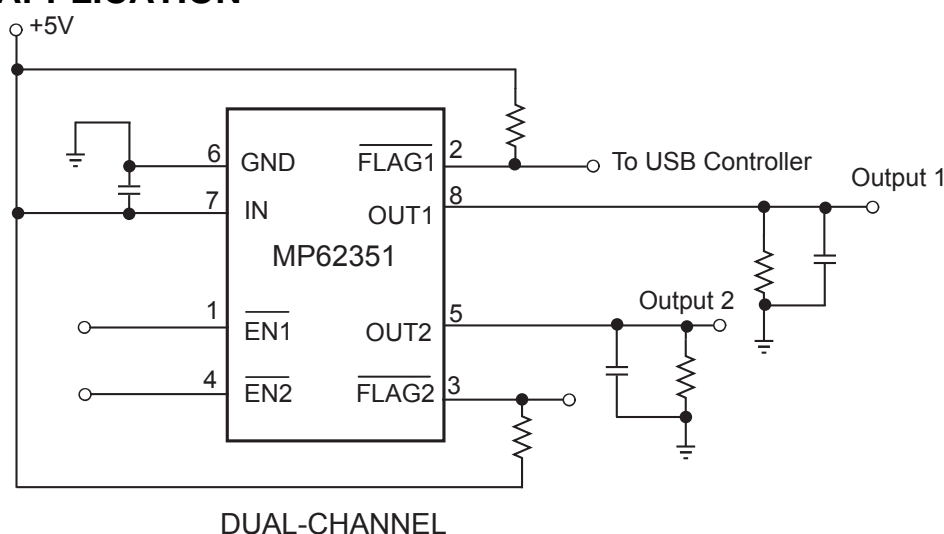 APPLICATION
+5V
6 GND FLAG1 2 To USB Controller
Output 1
7 IN OUT1 8
MP62351
Output 2
1 EN1 OUT2 5
4 EN2 FLAG2 3
DUAL-CHANNEL